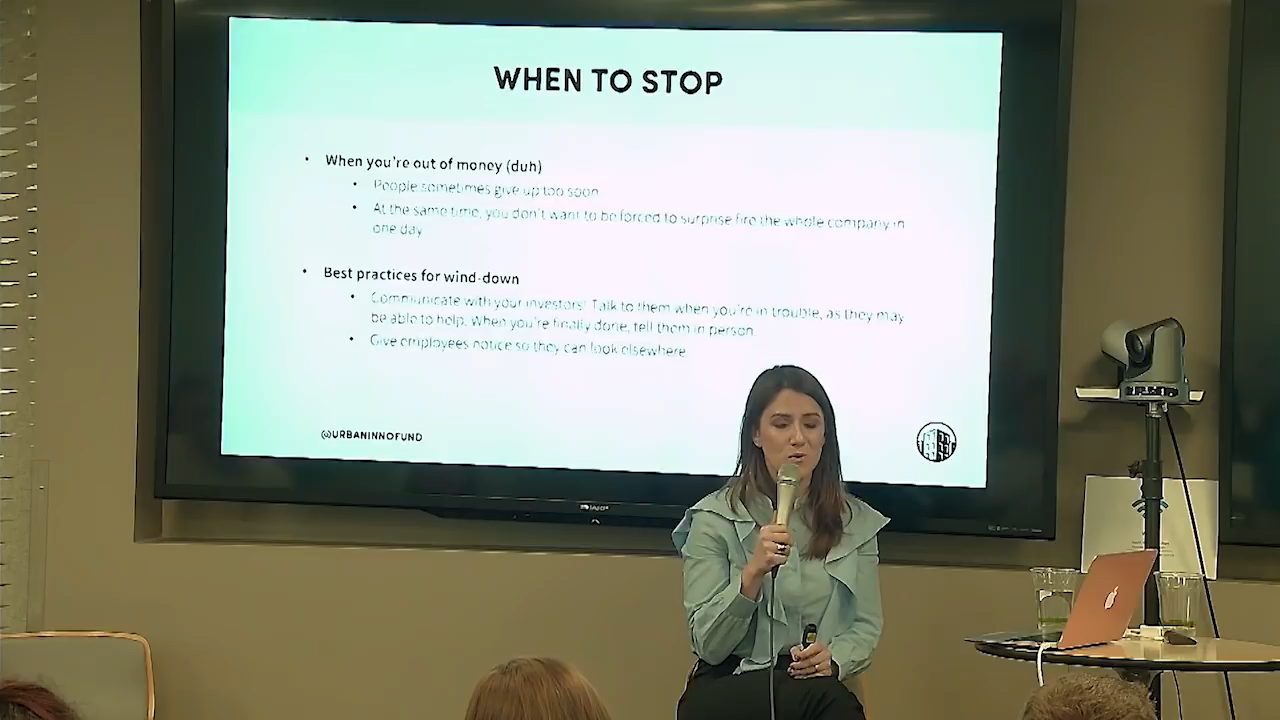 WHEN TO STOP
When you're out of money (duh)
People sometimes give up too soon
At the same time, you don't want to be forced to surprise fire the whole company in
one day
Best practices for wind-down
Communicate with your investors! Talk to them when you're in trouble, as they may
be able to help. When you're finally done, tell them in person
Give employees notice so they can look elsewhere
@URBANINNOFUND